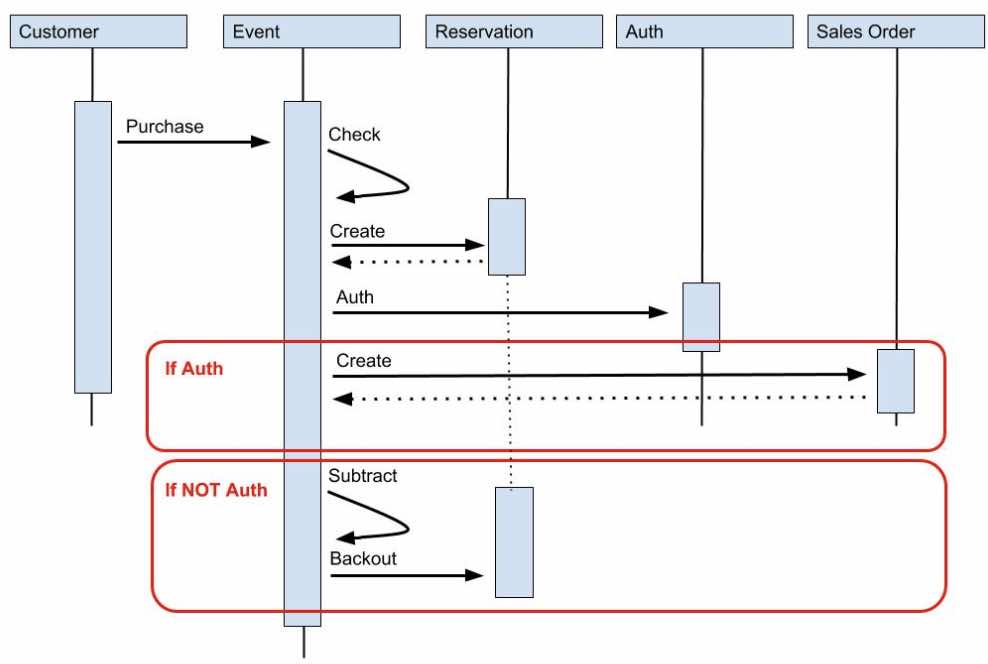 Customer
Event
Reservation
Auth
Sales Order
Purchase
Check
Create
Auth
If Auth
Create
If NOT Auth
Subtract
Backout